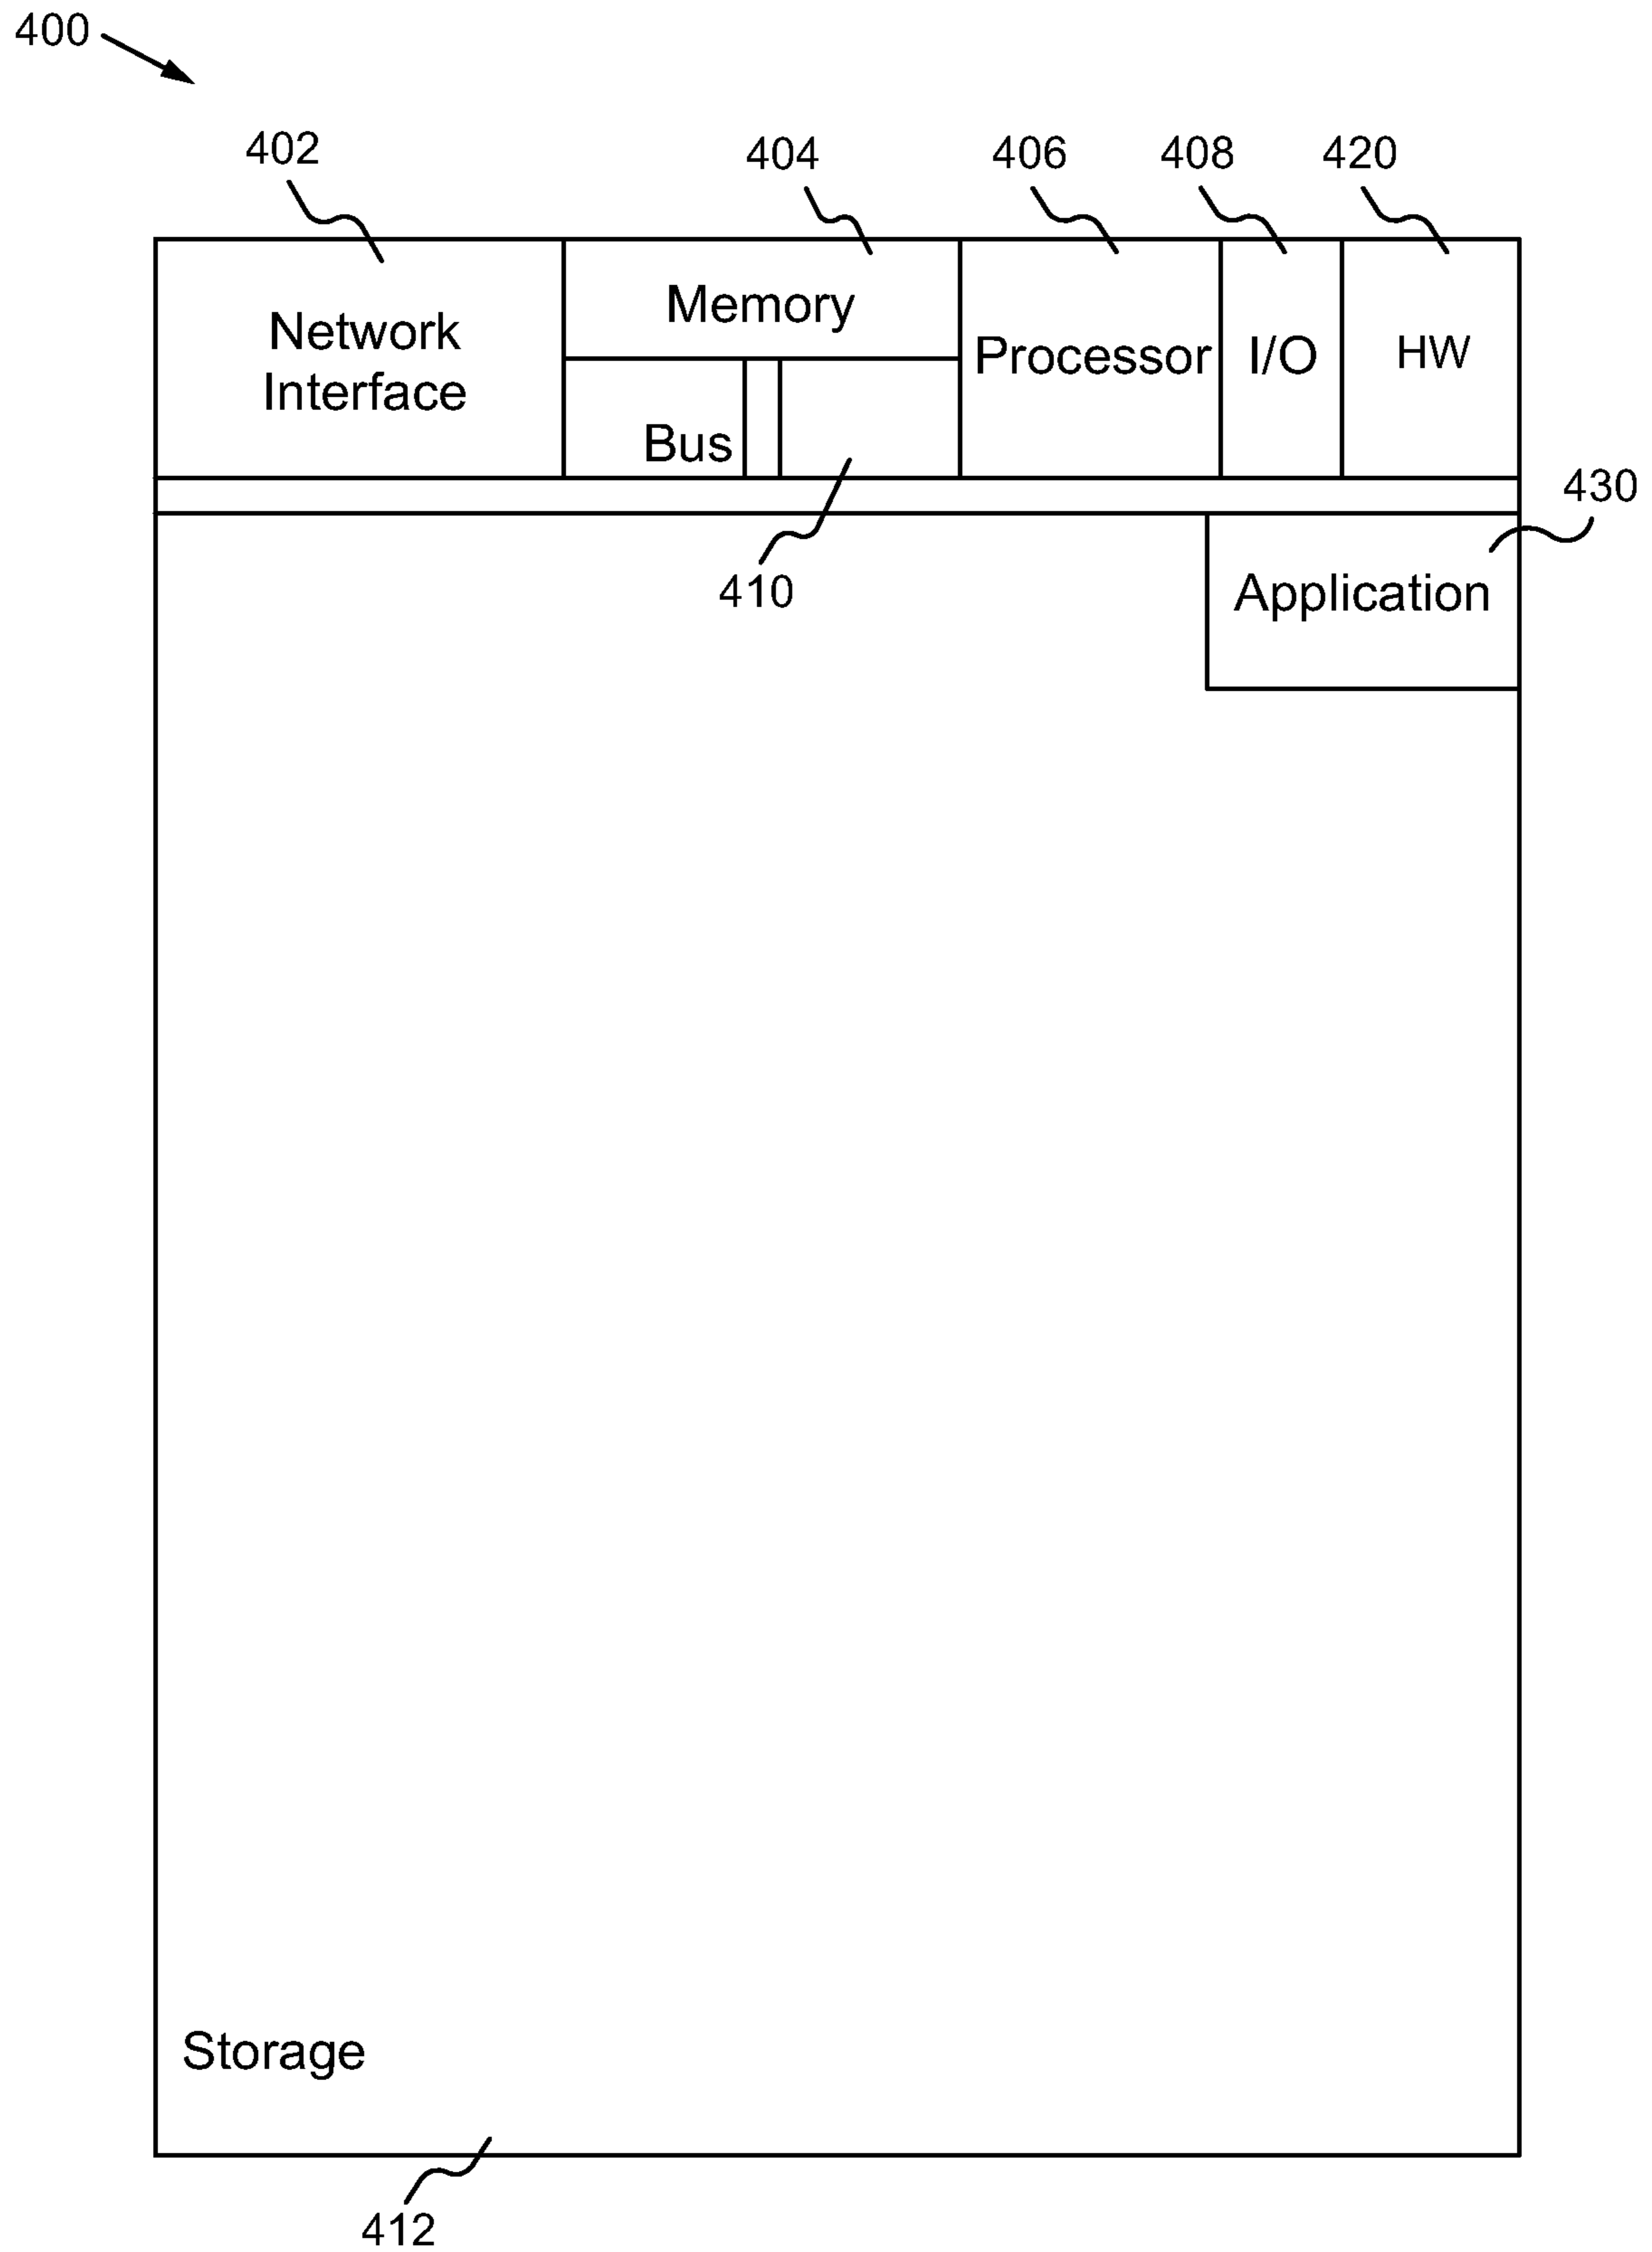 400
402
404
406
408
420
Network
Interface
Memory
Processor
I/O
HW
Bus
430
410
Application
Storage
412